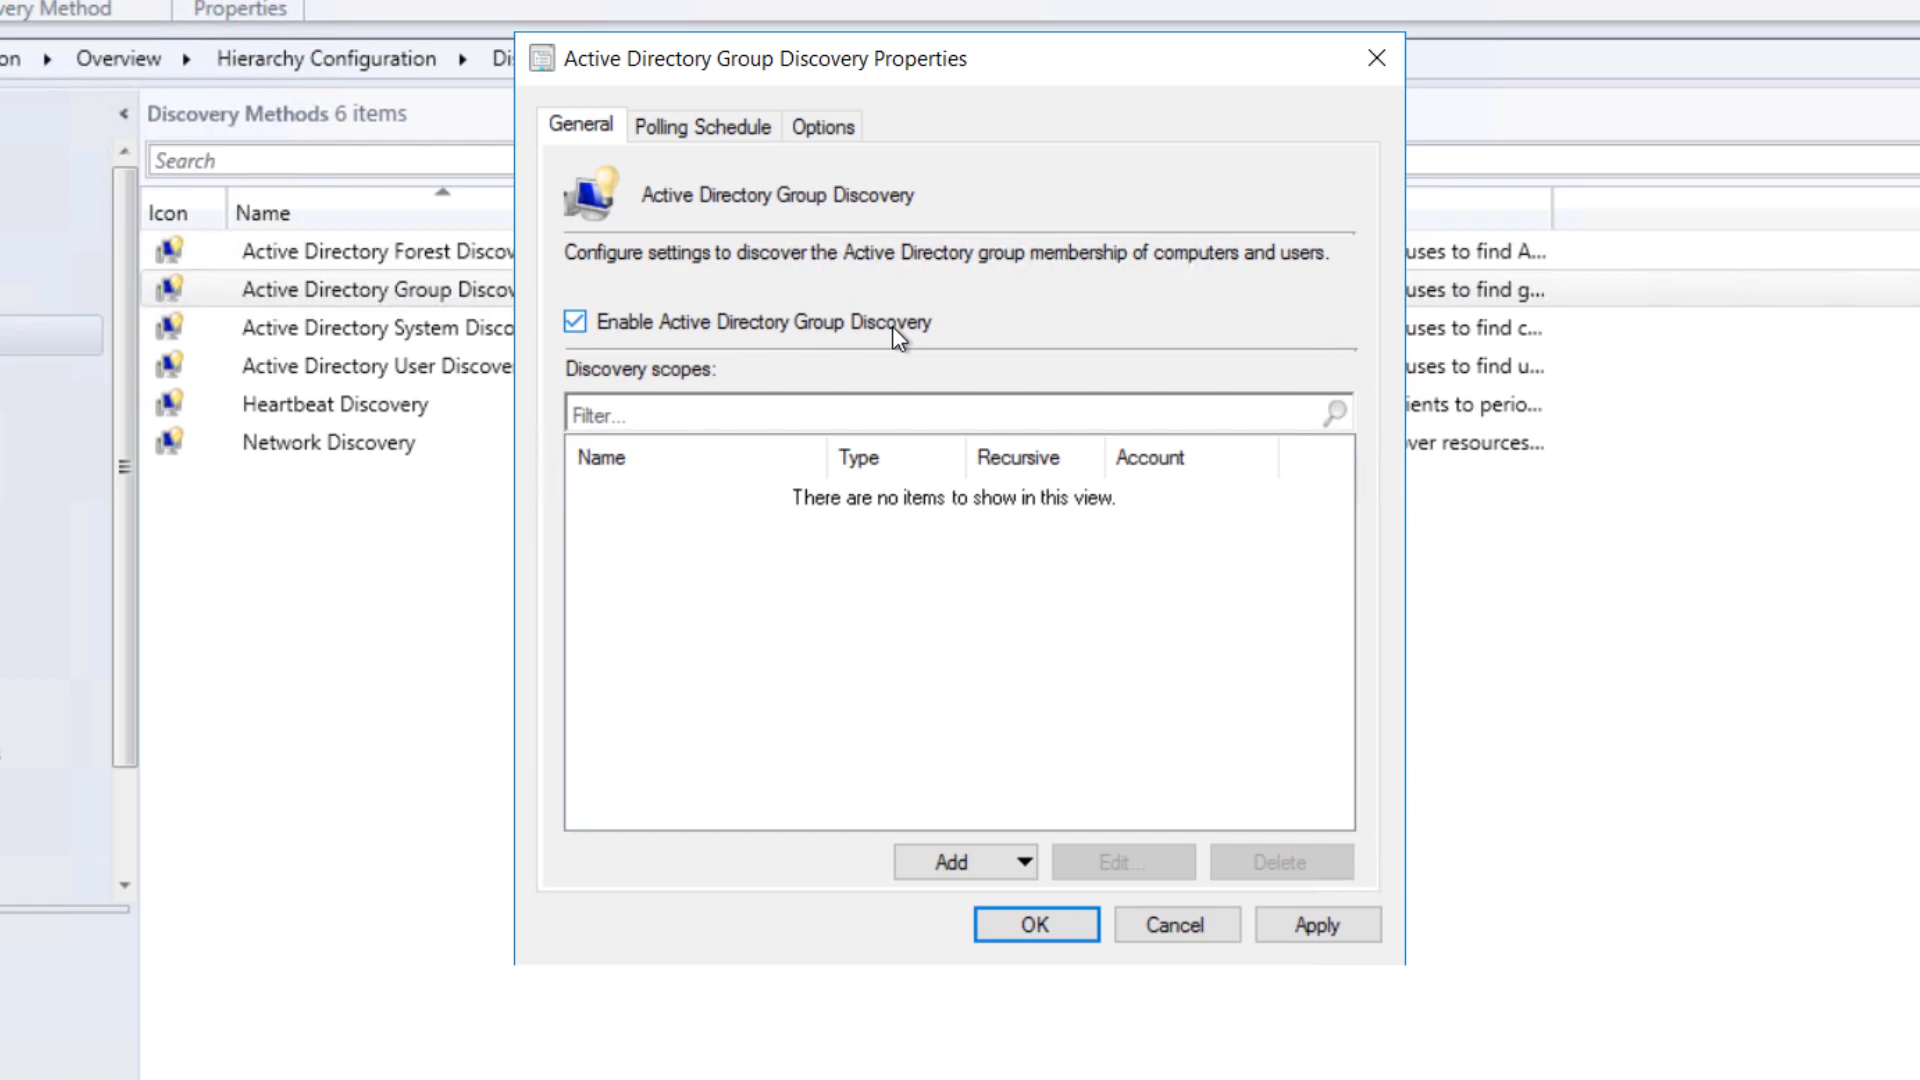 very Method
Properties
on
Overview
Hierarchy Configuration
Di
Discovery Methods 6 items
Search
Icon
Name
Active Directory Forest Discov
uses to find A...
Active Directory Group Discov
uses to find g...
Active Directory System Disco
uses to find c...
Active Directory User Discove
uses to find u...
Heartbeat Discovery
ients to perio...
Network Discovery
ver resources...
Active Directory Group Discovery Properties
General
Polling Schedule
Options
Active Directory Group Discovery
Configure settings to discover the Active Directory group membership of computers and users.
Enable Active Directory Group Discovery
Discovery scopes:
Filter...
Name
Type
Recursive
Account
There are no items to show in this view.
Add
Edit...
Delete
OK
Cancel
Apply